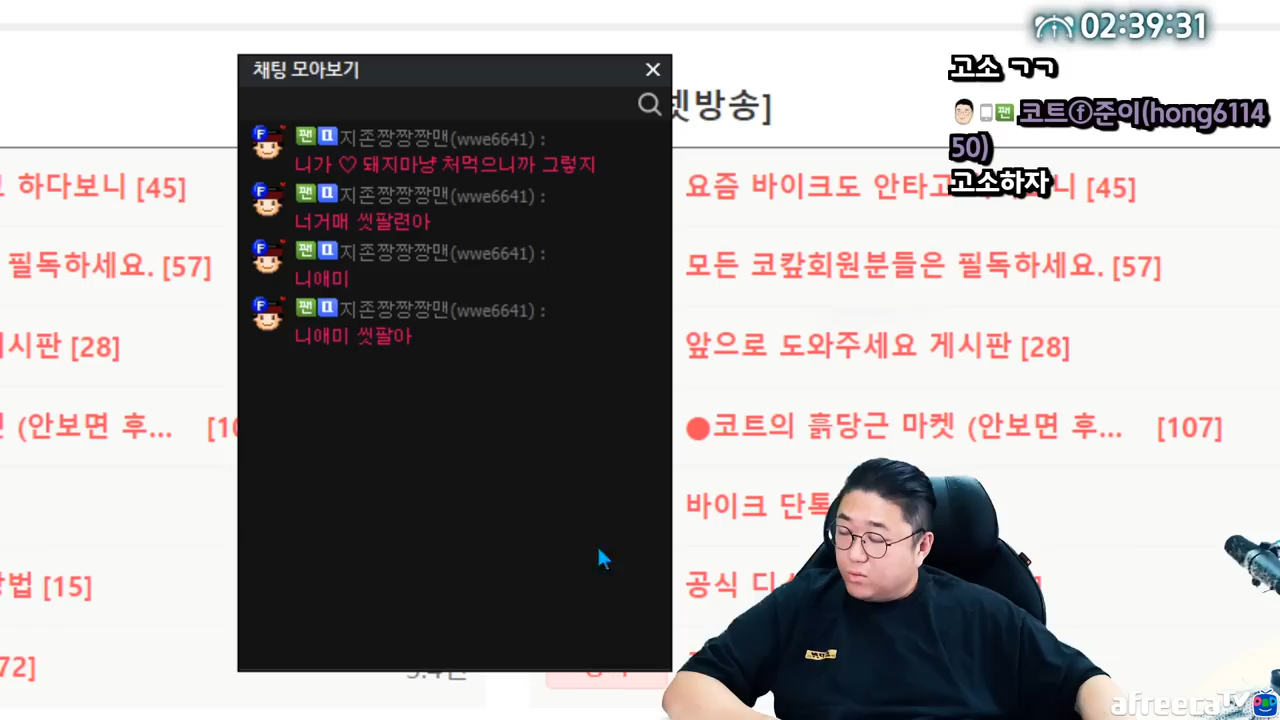 02:39:31
채팅 모아보기
지존짱짱짱맨(wwe6641) :
니가 ♡ 돼지마냥 처먹으니까 그렇지
지존짱짱짱맨(wwe6641) :
너거매 씻팔련아
지존짱짱짱맨(wwe6641) :
니애미
지존짱짱짱맨(wwe6641) :
니애미 씻팔아
고소 ㄱㄱ
코트ⓕ준이(hong6114
50)
고소하자
방송]
하다보니 [45]
필독하세요. [57]
시판 [28]
(안보면 후...
[15]
72]
요즘 바이크도 안타고 [45]
모든 코캎회원분들은 필독하세요. [57]
앞으로 도와주세요 게시판 [28]
●코트의 흙당근 마켓 (안보면 후... [107]
바이크 단톡
공식 디
afreecaTV